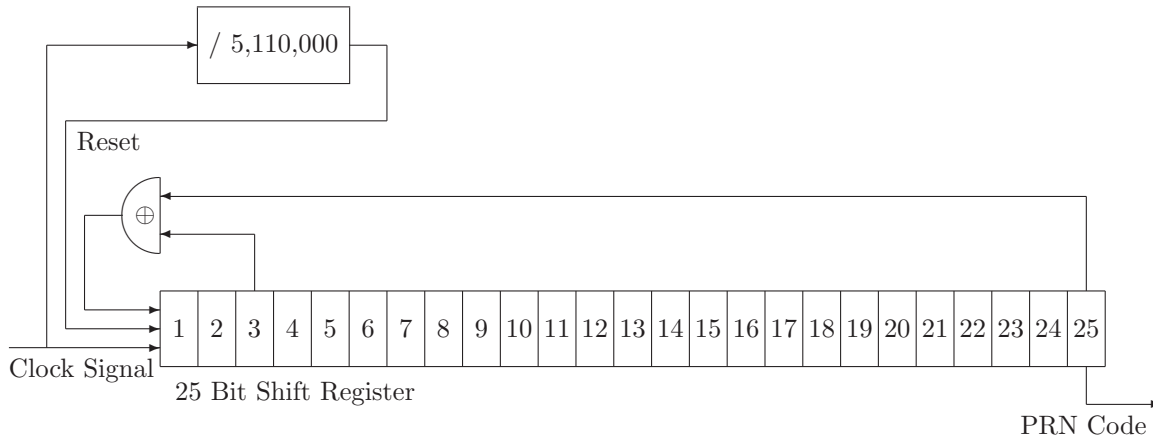 / 5,110,000
Reset
⊕
1 2 3 4 5 6 7 8 9 10 11 12 13 14 15 16 17 18 19 20 21 22 23 24 25
Clock Signal
25 Bit Shift Register
PRN Code